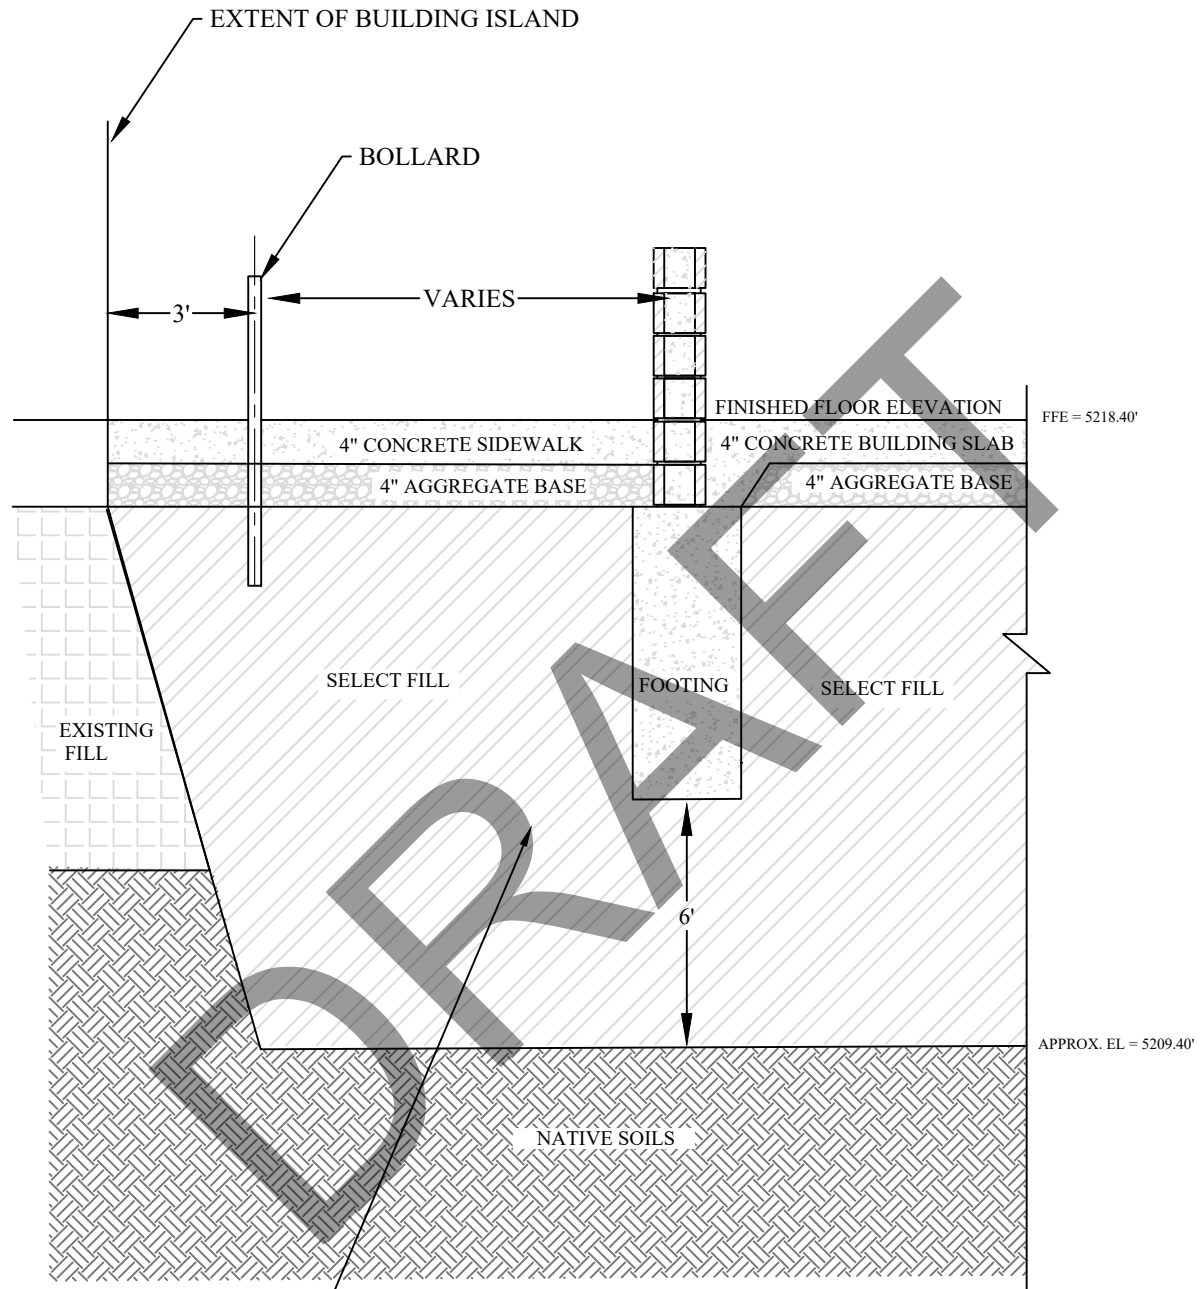 EXTENT OF BUILDING ISLAND
BOLLARD
VARIES
3'
FINISHED FLOOR ELEVATION
FFE = 5218.40'
4" CONCRETE SIDEWALK
4" CONCRETE BUILDING SLAB
4" AGGREGATE BASE
4" AGGREGATE BASE
SELECT FILL
FOOTING
SELECT FILL
EXISTING
FILL
6'
APPROX. EL = 5209.40'
NATIVE SOILS
DRAFT